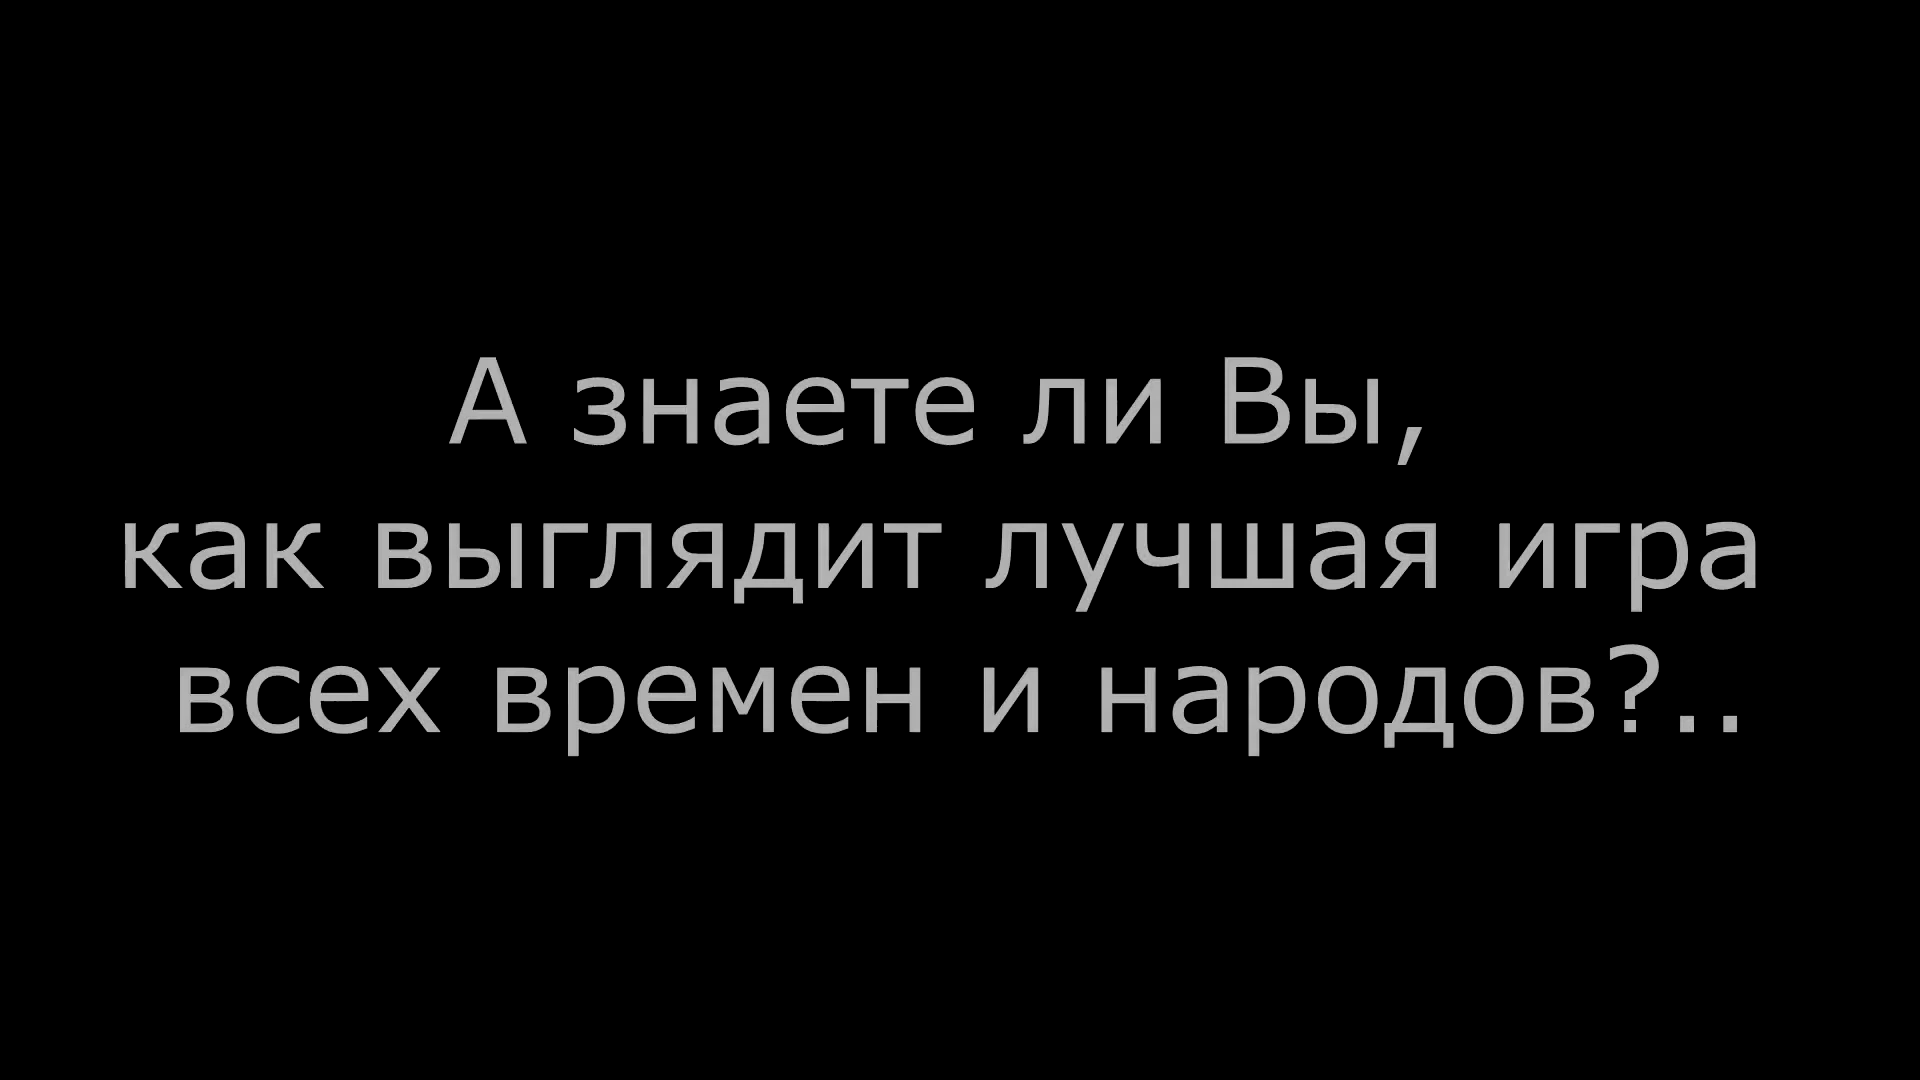 А знаете ли Вы,
как выглядит лучшая игра
всех времен и народов?..